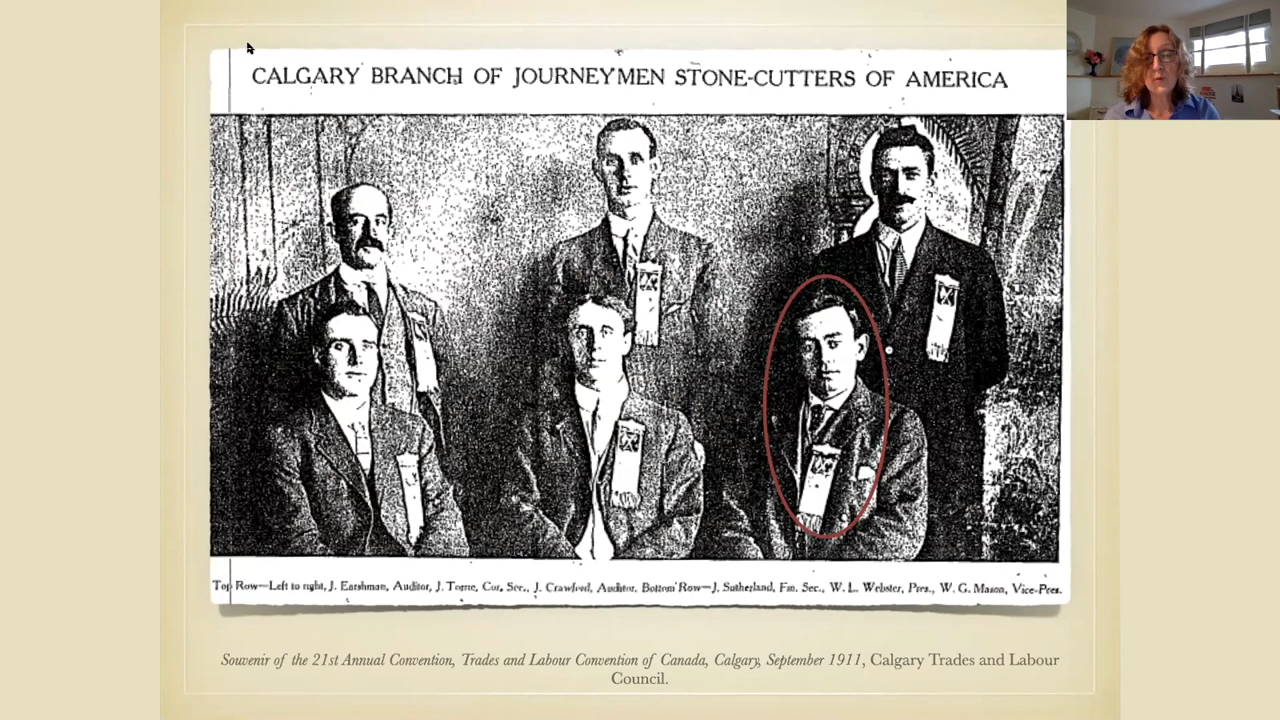 CALGARY BRANCH OF JOURNEYMEN STONE-CUTTERS OF AMERICA
Top Row—Left to right, J. Earshman, Auditor, J. Torrie, Cor. Sec., J. Crawford, Auditor. Bottom Row—J. Sutherland, Fin. Sec., W. L. Webster, Pres., W. G. Mason, Vice-Pres.
Souvenir of the 21st Annual Convention, Trades and Labour Convention of Canada, Calgary, September 1911, Calgary Trades and Labour
Council.